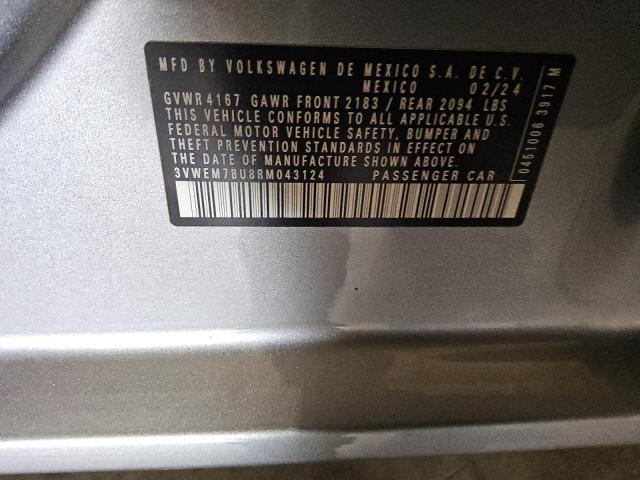 MFD BY VOLKSWAGEN DE MEXICO S.A. DE C.V.
MEXICO 02/24
GVWR 4167 GAWR FRONT 2183 / REAR 2094 LBS
THIS VEHICLE CONFORMS TO ALL APPLICABLE U.S.
FEDERAL MOTOR VEHICLE SAFETY, BUMPER AND
THEFT PREVENTION STANDARDS IN EFFECT ON
THE DATE OF MANUFACTURE SHOWN ABOVE.
3VWEM7BU8RM043124 PASSENGER CAR
0451006 3917 M